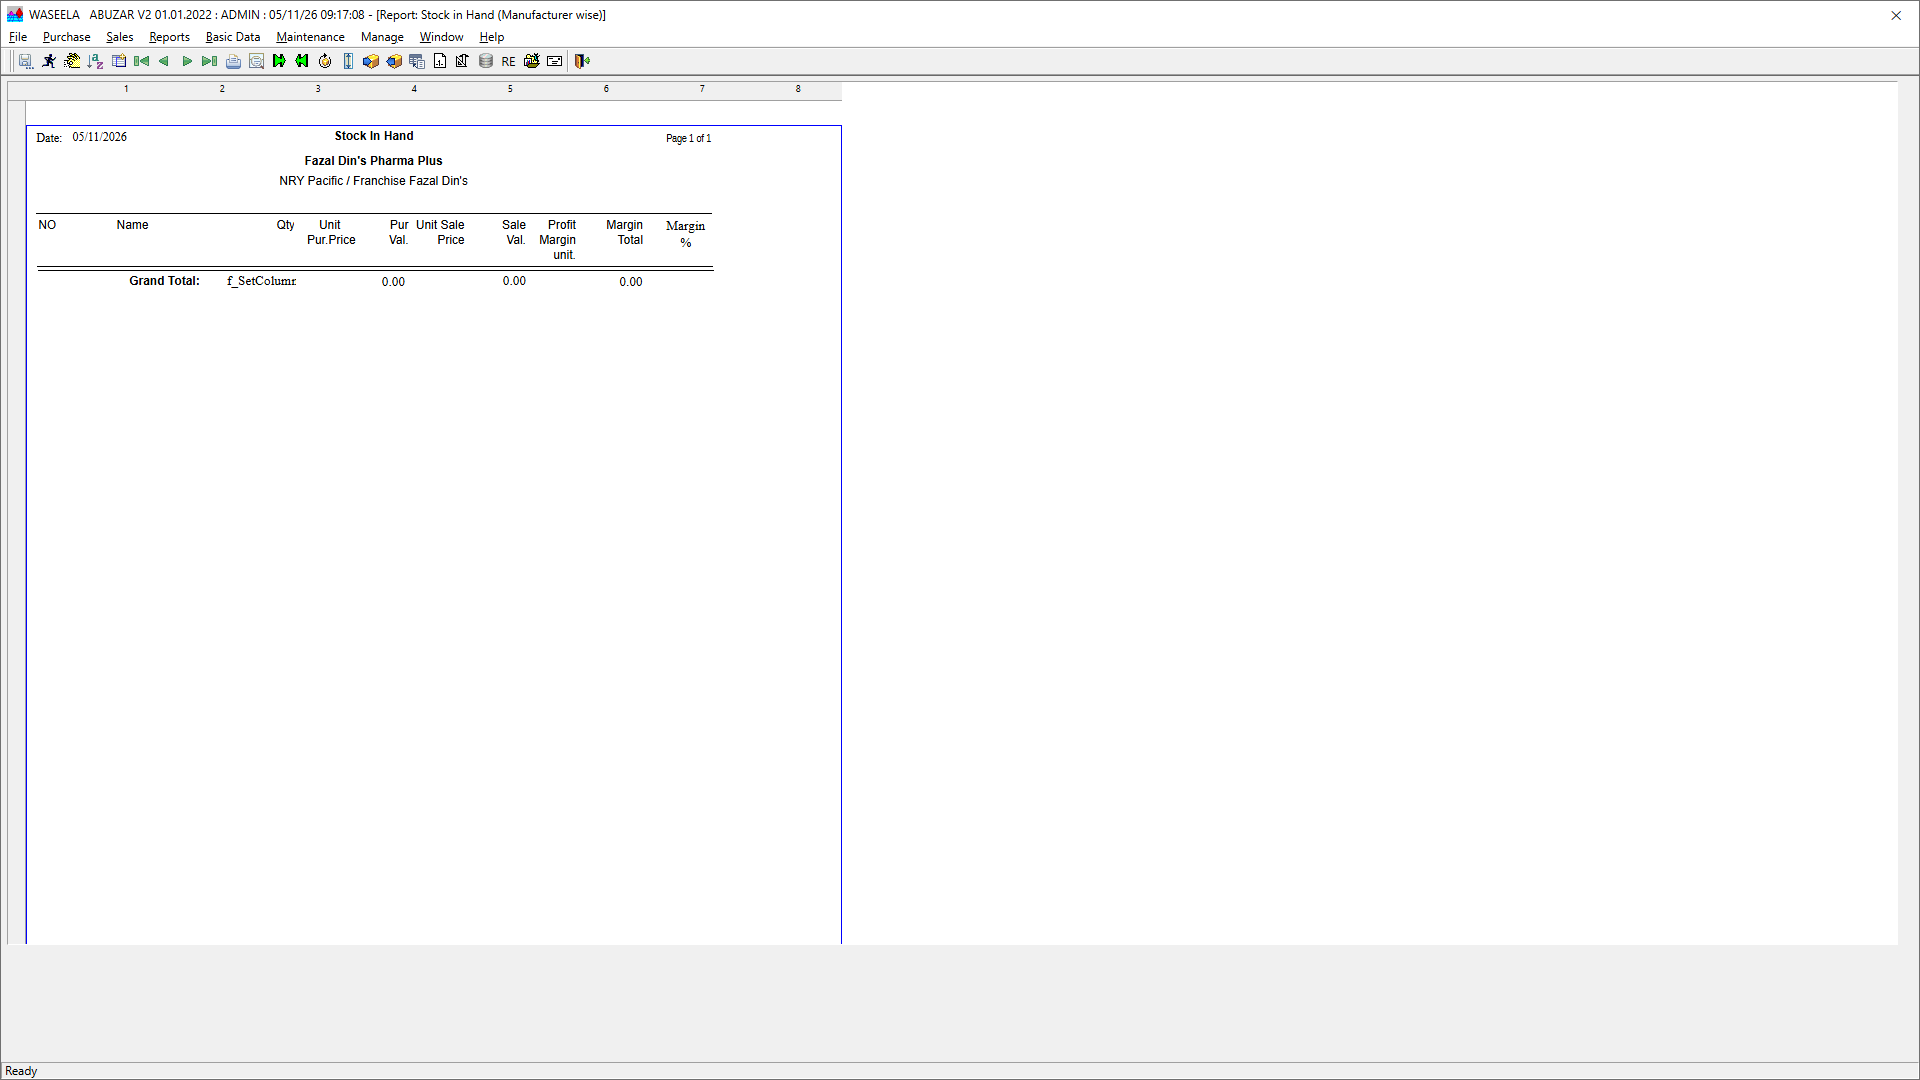 WASEELA   ABUZAR V2 01.01.2022 : ADMIN : 05/11/26 09:17:08 - [Report: Stock in Hand (Manufacturer wise)]
File Purchase Sales Reports Basic Data Maintenance Manage Window Help
RE
1 2 3 4 5 6 7 8
Date: 05/11/2026 Stock In Hand Page 1 of 1
Fazal Din's Pharma Plus
NRY Pacific / Franchise Fazal Din's
NO Name Qty Unit Pur Unit Sale Sale Profit Margin Margin
Pur.Price Val. Price Val. Margin Total %
unit.
Grand Total: f_SetColumn 0.00 0.00 0.00
Ready